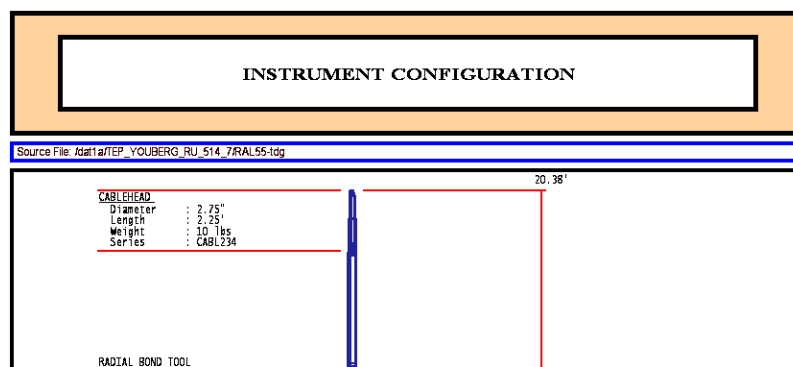 INSTRUMENT CONFIGURATION
Source File: /dat1a/TEP_YOUBERG_RU_514_7/RAL55-tdg
20.38'
CABLEHEAD
Diameter : 2.75"
Length : 2.25'
Weight : 10 lbs
Series : CABL234
RADIAL BOND TOOL